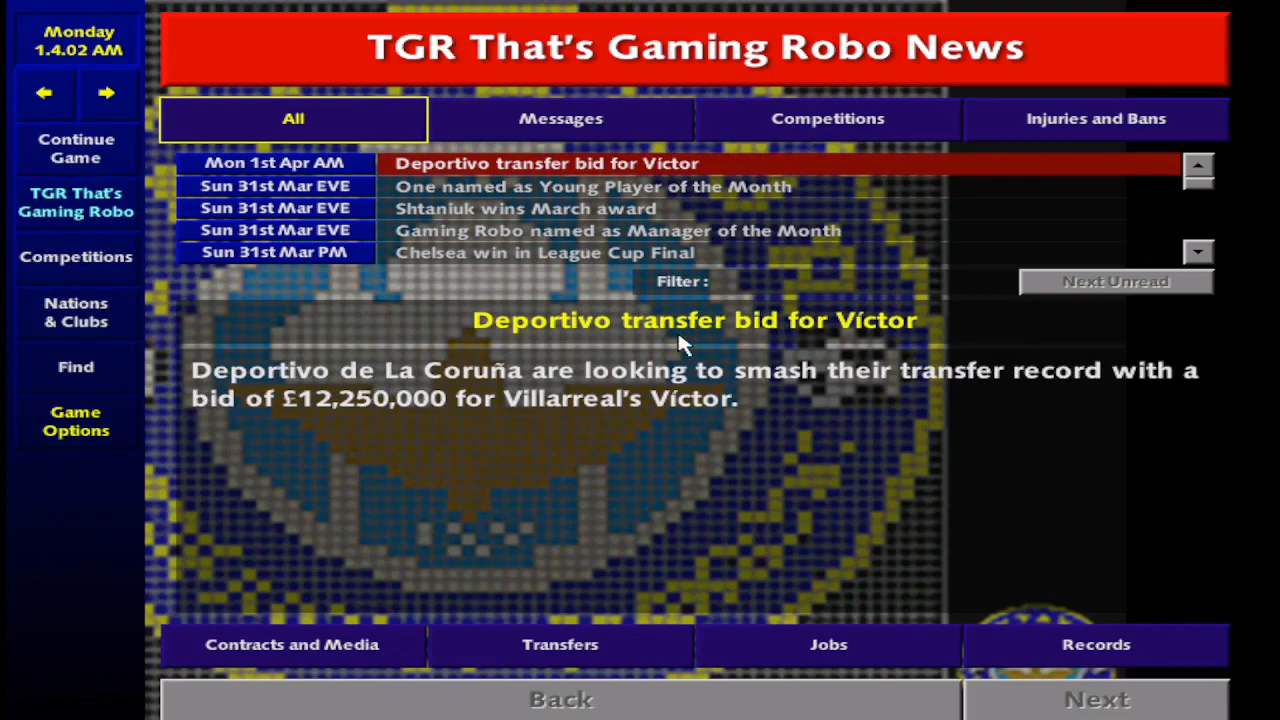 Monday
1.4.02 AM
TGR That's Gaming Robo News
All
Messages
Competitions
Injuries and Bans
Continue
Game
Mon 1st Apr AM
Deportivo transfer bid for Víctor
Sun 31st Mar EVE
One named as Young Player of the Month
TGR That's
Gaming Robo
Sun 31st Mar EVE
Shtaniuk wins March award
Sun 31st Mar EVE
Gaming Robo named as Manager of the Month
Sun 31st Mar PM
Chelsea win in League Cup Final
Competitions
Filter :
Next Unread
Nations
& Clubs
Deportivo transfer bid for Víctor
Find
Deportivo de La Coruña are looking to smash their transfer record with a
bid of £12,250,000 for Villarreal's Víctor.
Game
Options
Contracts and Media
Transfers
Jobs
Records
Back
Next